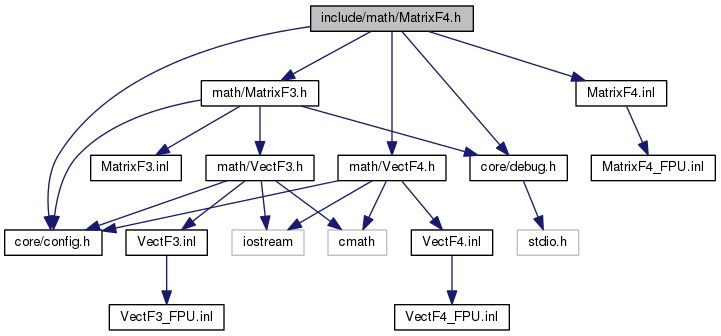 include/math/MatrixF4.h
math/MatrixF3.h
MatrixF4.inl
MatrixF3.inl
math/VectF3.h
math/VectF4.h
core/debug.h
MatrixF4_FPU.inl
core/config.h
VectF3.inl
iostream
cmath
VectF4.inl
stdio.h
VectF3_FPU.inl
VectF4_FPU.inl